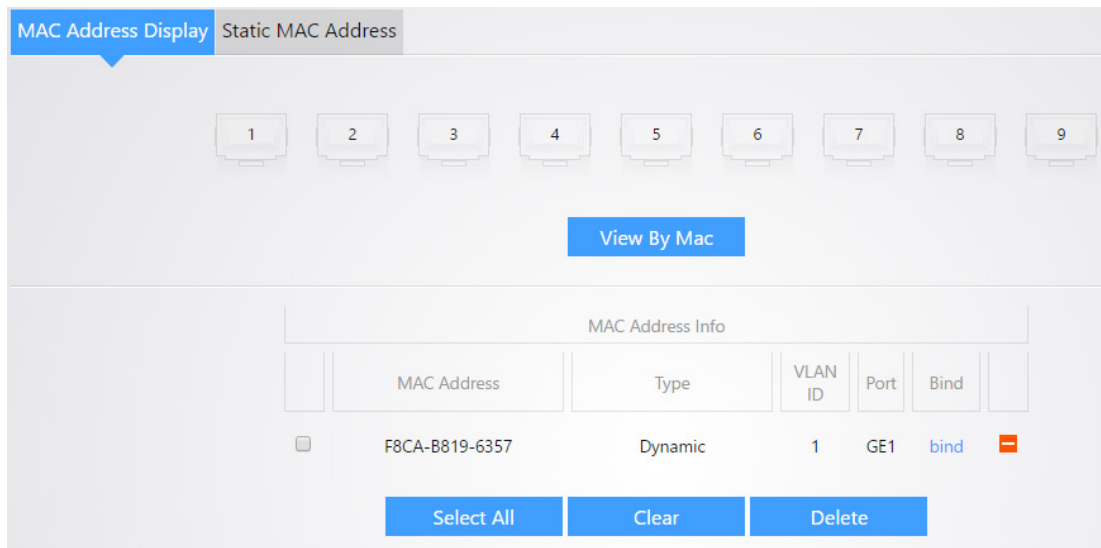 MAC Address Display Static MAC Address
1 2 3 4 5 6 7 8 9
View By Mac
MAC Address Info
MAC Address Type VLAN ID Port Bind
F8CA-B819-6357 Dynamic 1 GE1 bind
Select All Clear Delete